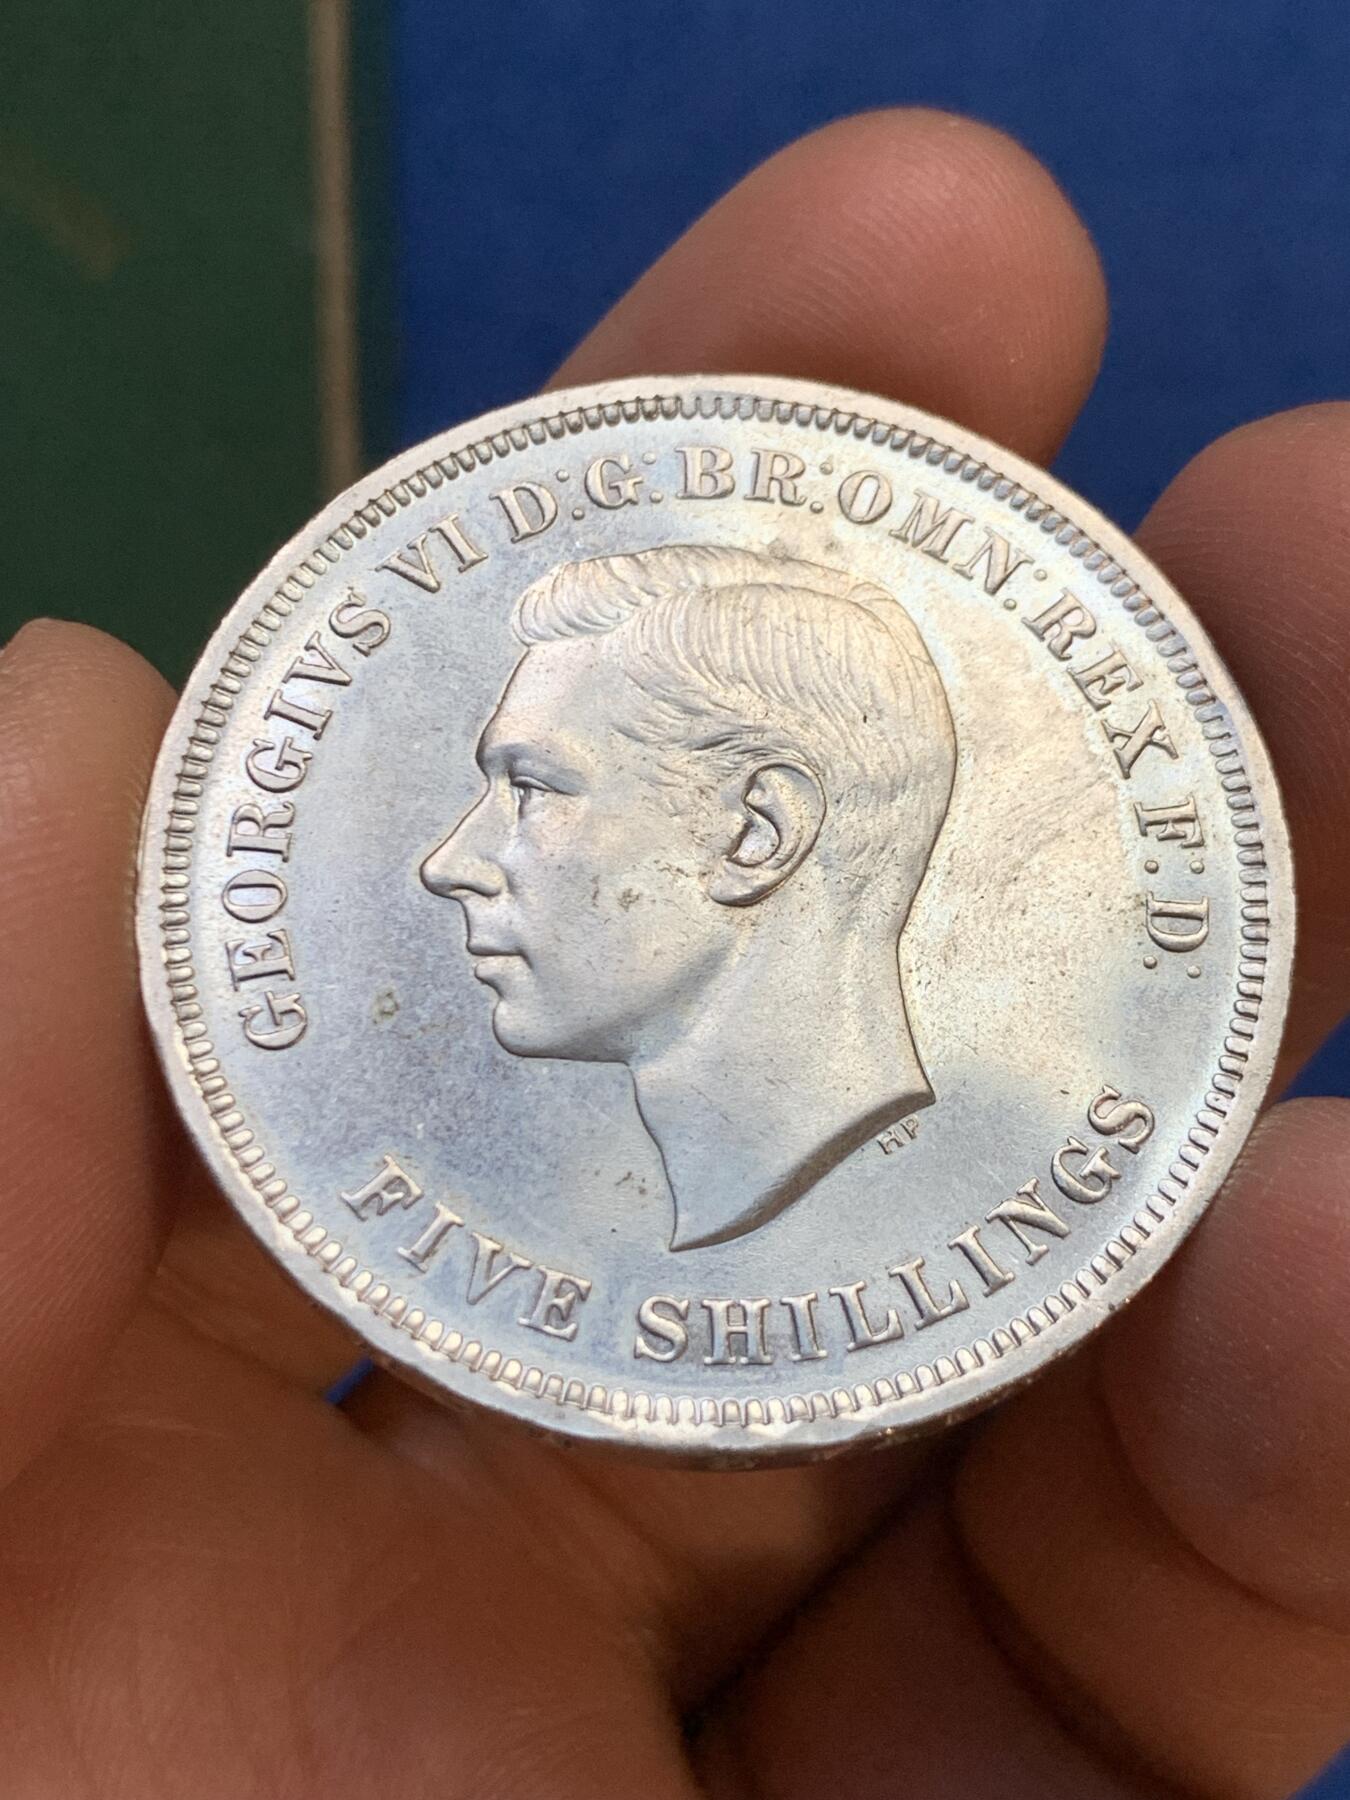 GEORGIVS VI D:G:BR:OMN:REX F:D:
HP
FIVE SHILLINGS